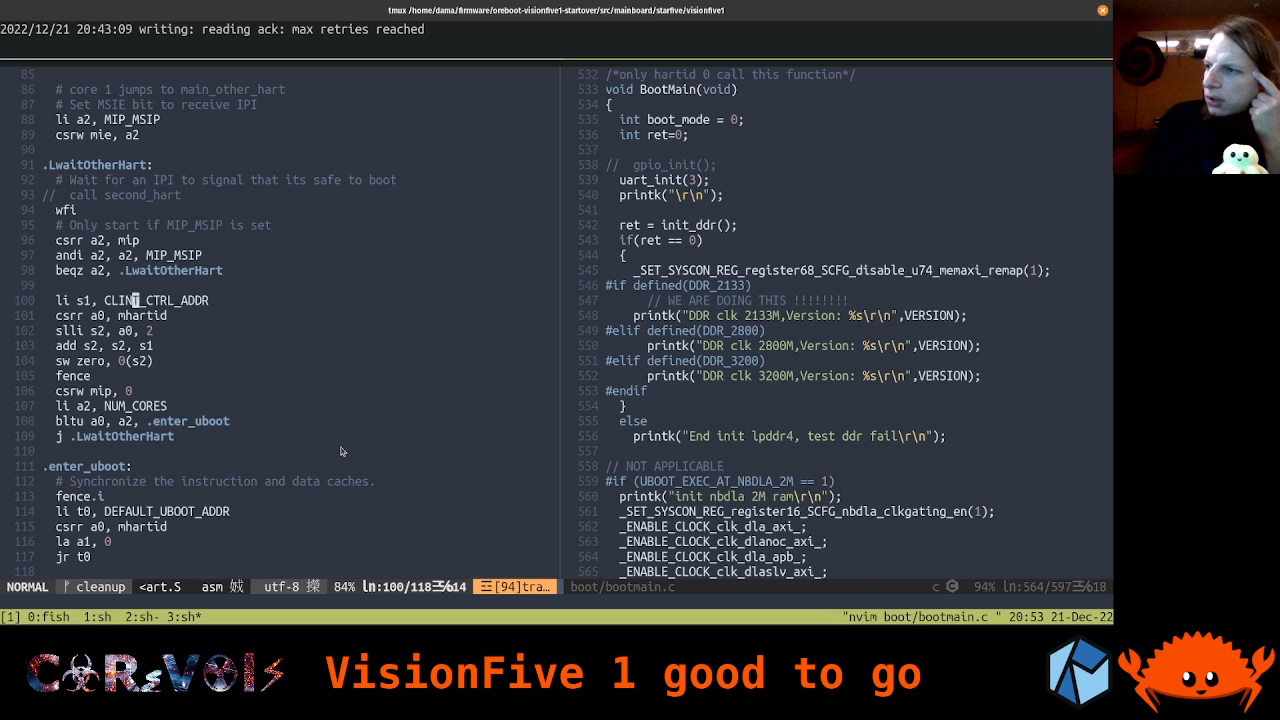 tmux /home/dama/firmware/oreboot-visionfive1-startover/src/mainboard/starfive/visionfive1
2022/12/21 20:43:09 writing: reading ack: max retries reached
85
86 # core 1 jumps to main_other_hart
87 # Set MSIE bit to receive IPI
88 li a2, MIP_MSIP
89 csrw mie, a2
90
91 .LwaitOtherHart:
92 # Wait for an IPI to signal that its safe to boot
93 // call second_hart
94 wfi
95 # Only start if MIP_MSIP is set
96 csrr a2, mip
97 andi a2, a2, MIP_MSIP
98 beqz a2, .LwaitOtherHart
99
100 li s1, CLINT_CTRL_ADDR
101 csrr a0, mhartid
102 slli s2, a0, 2
103 add s2, s2, s1
104 sw zero, 0(s2)
105 fence
106 csrw mip, 0
107 li a2, NUM_CORES
108 bltu a0, a2, .enter_uboot
109 j .LwaitOtherHart
110
111 .enter_uboot:
112 # Synchronize the instruction and data caches.
113 fence.i
114 li t0, DEFAULT_UBOOT_ADDR
115 csrr a0, mhartid
116 la a1, 0
117 jr t0
118
532 /*only hartid 0 call this function*/
533 void BootMain(void)
534 {
535 int boot_mode = 0;
536 int ret=0;
537
538 // gpio_init();
539 uart_init(3);
540 printk("\r\n");
541
542 ret = init_ddr();
543 if(ret == 0)
544 {
545 _SET_SYSCON_REG_register68_SCFG_disable_u74_memaxi_remap(1);
546 #if defined(DDR_2133)
547 // WE ARE DOING THIS !!!!!!!!
548 printk("DDR clk 2133M,Version: %s\r\n",VERSION);
549 #elif defined(DDR_2800)
550 printk("DDR clk 2800M,Version: %s\r\n",VERSION);
551 #elif defined(DDR_3200)
552 printk("DDR clk 3200M,Version: %s\r\n",VERSION);
553 #endif
554 }
555 else
556 printk("End init lpddr4, test ddr fail\r\n");
557
558 // NOT APPLICABLE
559 #if (UBOOT_EXEC_AT_NBDLA_2M == 1)
560 printk("init nbdla 2M ram\r\n");
561 _SET_SYSCON_REG_register16_SCFG_nbdla_clkgating_en(1);
562 _ENABLE_CLOCK_clk_dla_axi_;
563 _ENABLE_CLOCK_clk_dlanoc_axi_;
564 _ENABLE_CLOCK_clk_dla_apb_;
565 _ENABLE_CLOCK_clk_dlaslv_axi_;
NORMAL cleanup <art.S asm utf-8 84% ln:100/118 [94]tra… boot/bootmain.c c 94% ln:564/597
[1] 0:fish 1:sh 2:sh- 3:sh* "nvim boot/bootmain.c " 20:53 21-Dec-22
VisionFive 1 good to go